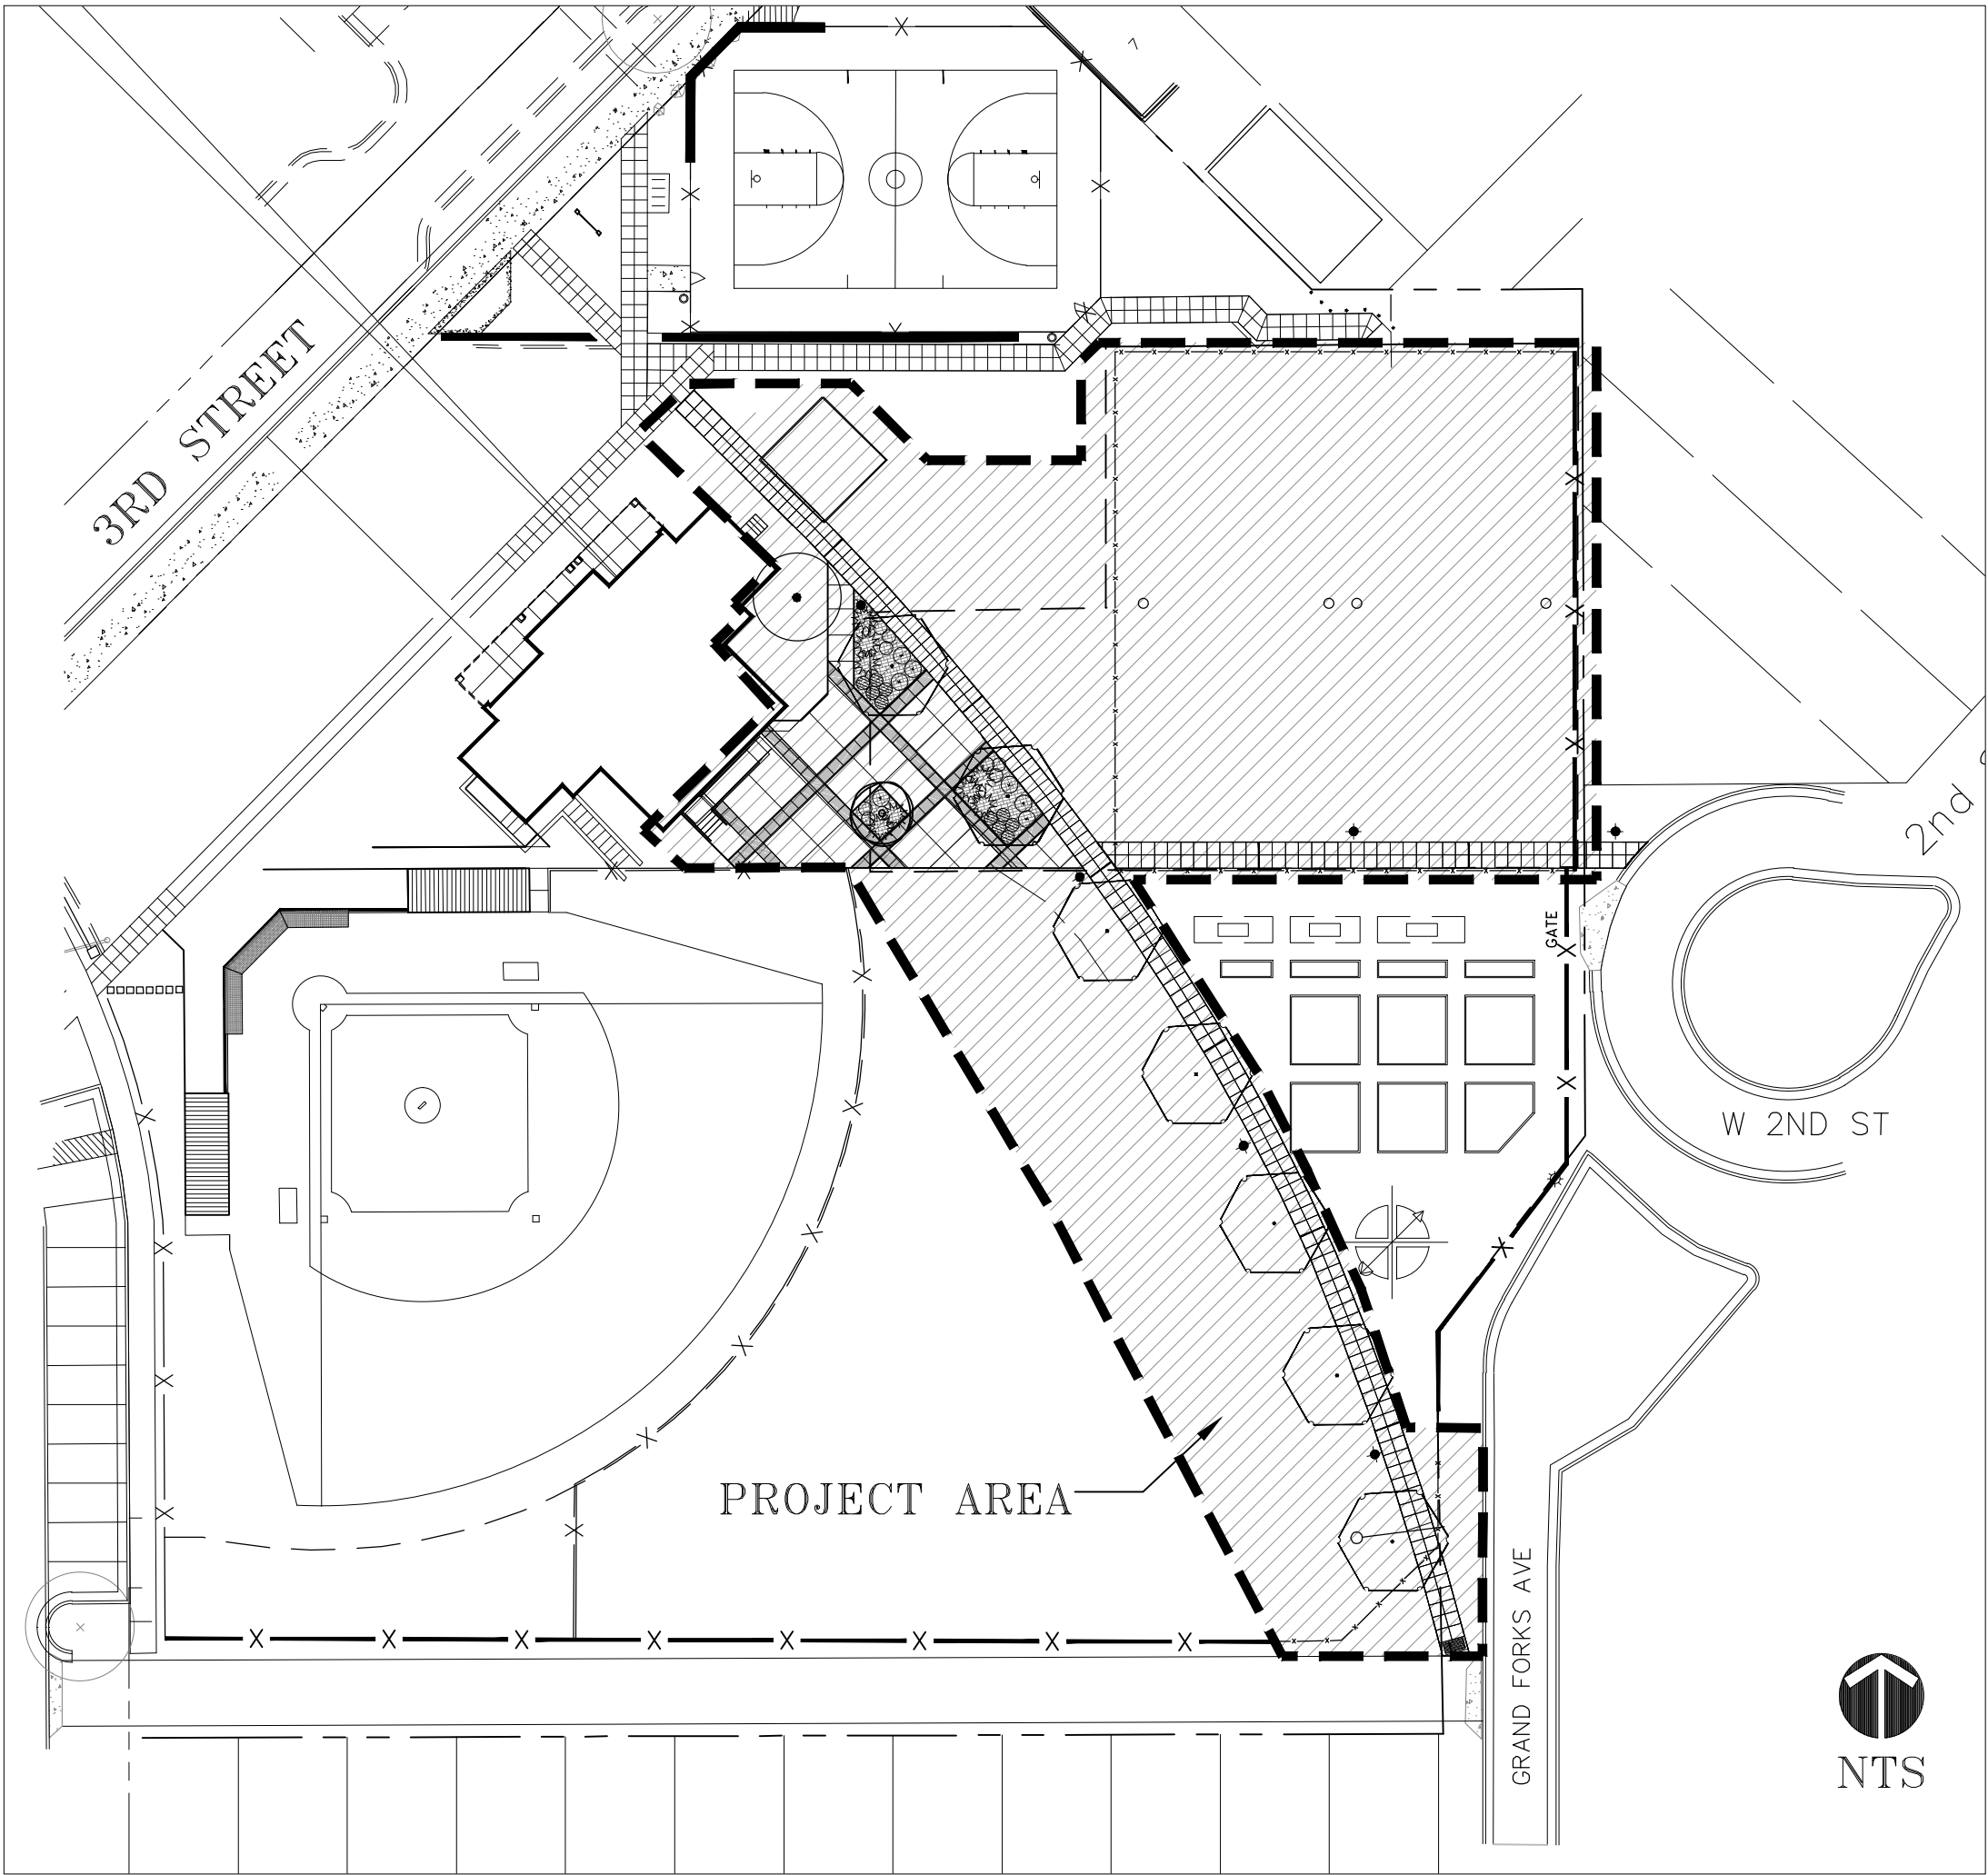 3RD STREET
2nd
GATE
W 2ND ST
PROJECT AREA
GRAND FORKS AVE
NTS